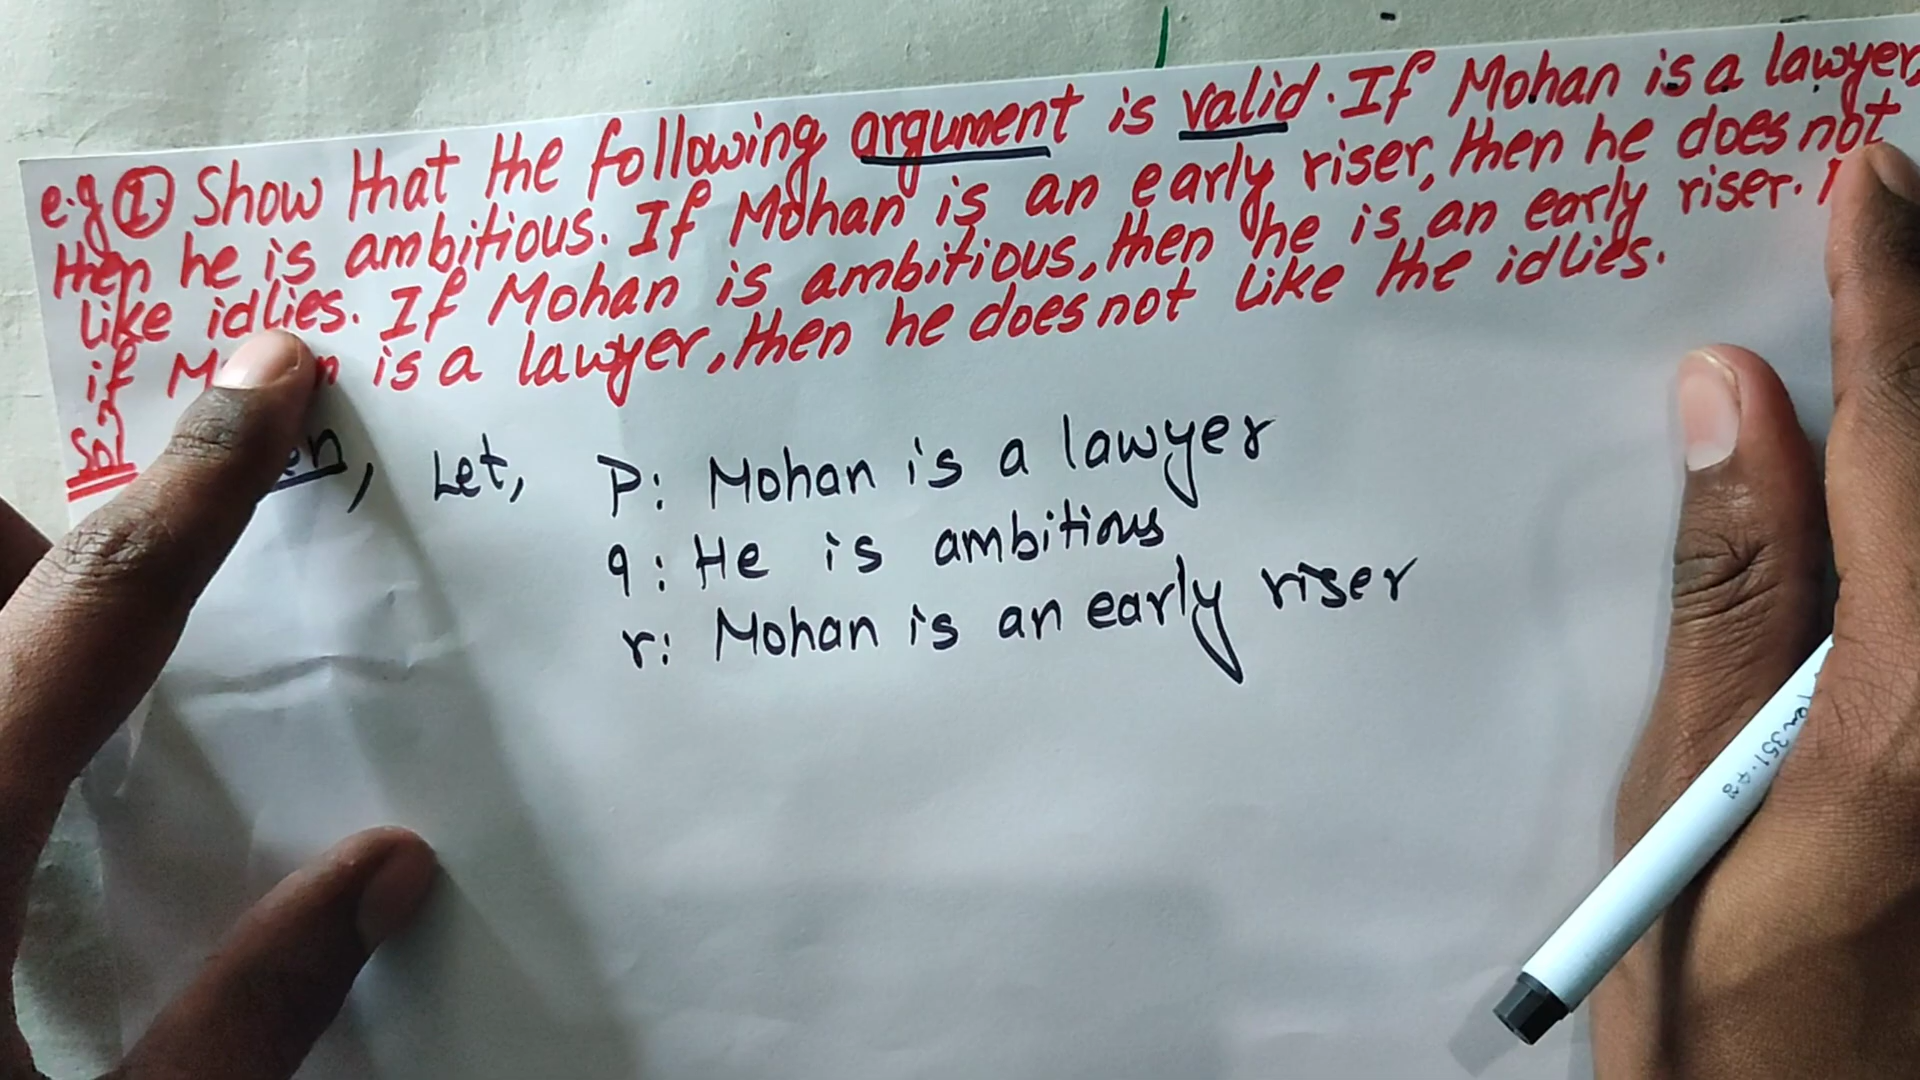 e.g ① Show that the following argument is valid. If Mohan is a lawyer,
then he is ambitious. If Mohan is an early riser, then he does not
like idlies. If Mohan is ambitious, then he is an early riser.
if is a lawyer, then he does not like the idlies.
Sol
Let, P: Mohan is a lawyer
q: He is ambitious
r: Mohan is an early riser